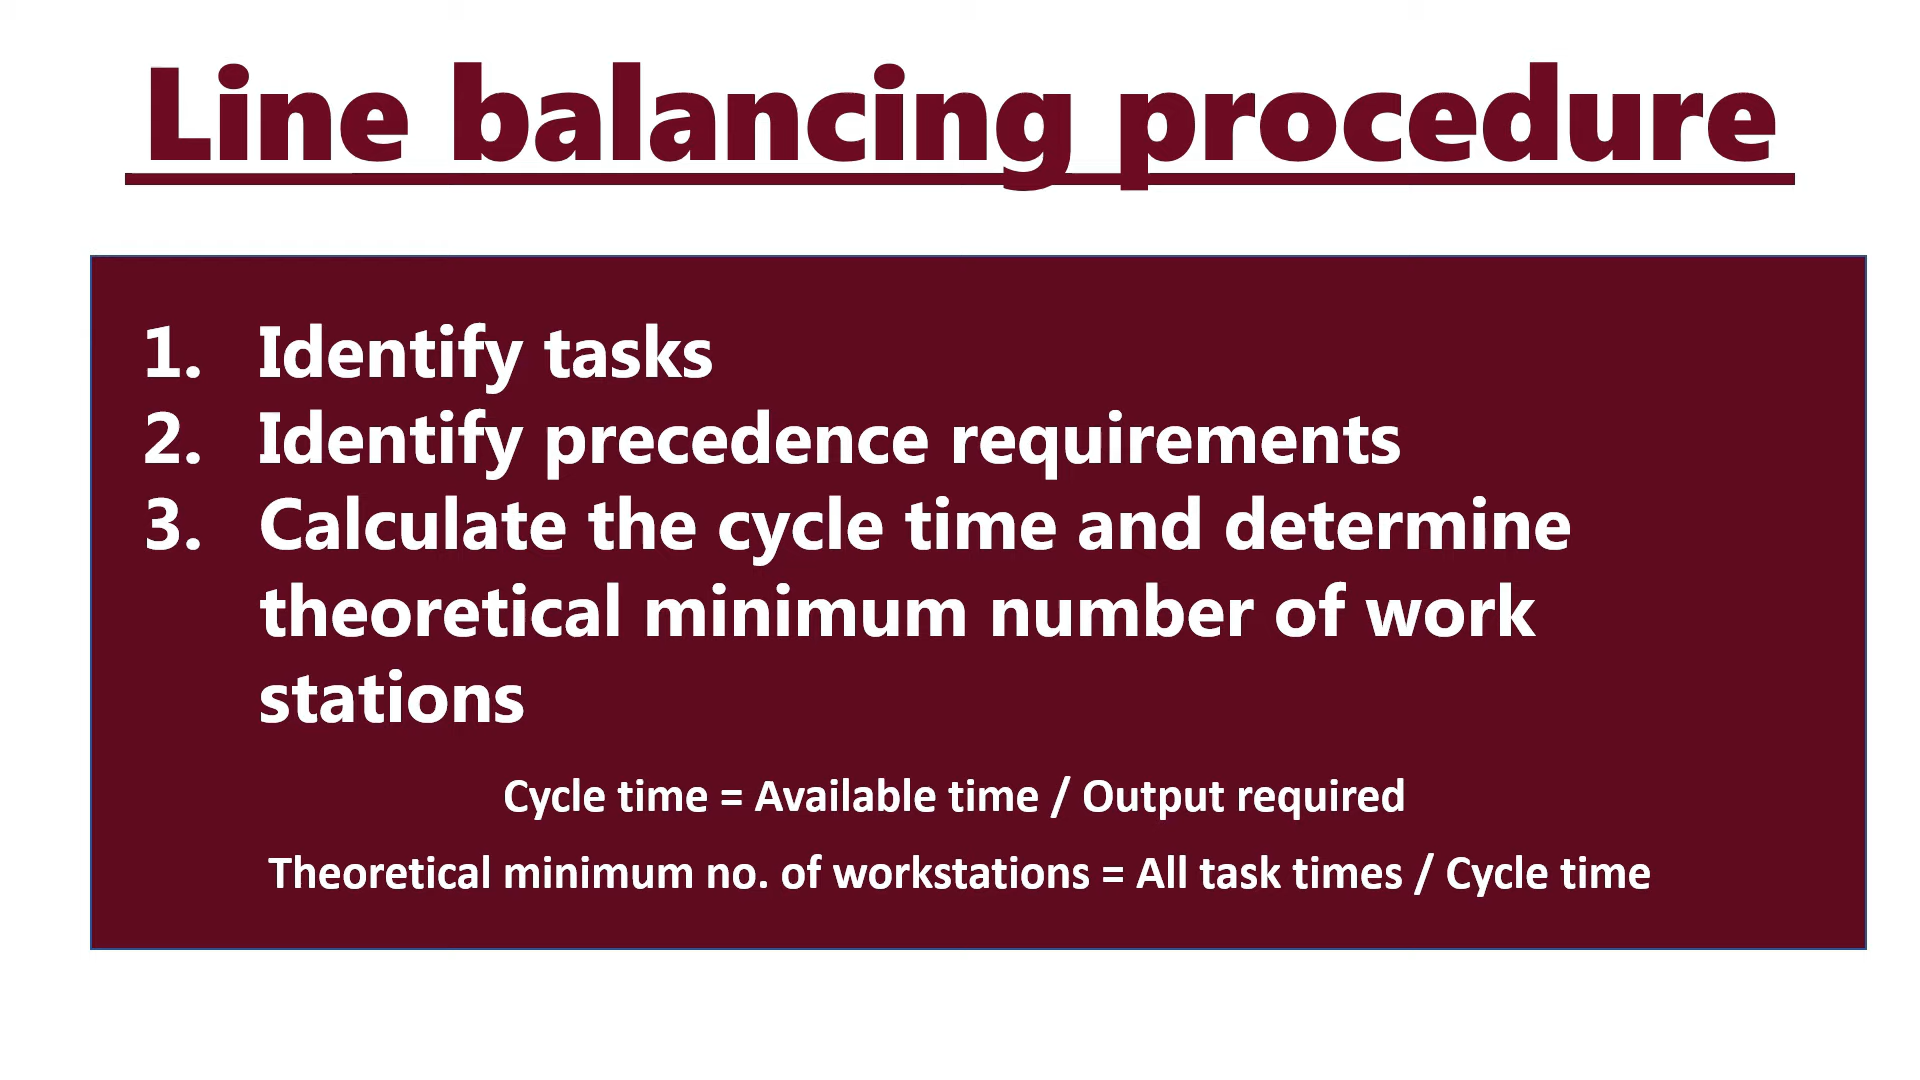 Line balancing procedure
1. Identify tasks
2. Identify precedence requirements
3. Calculate the cycle time and determine
theoretical minimum number of work
stations
Cycle time = Available time / Output required
Theoretical minimum no. of workstations = All task times / Cycle time